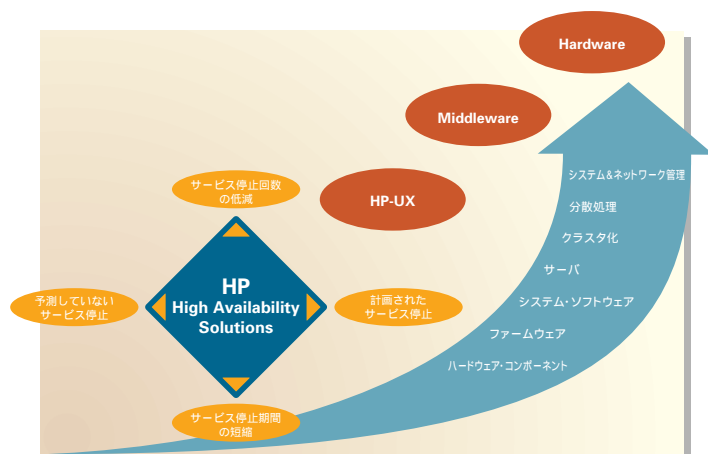 Hardware
Middleware
HP-UX
サービス停止回数
の低減
HP
High Availability
Solutions
予測していない
サービス停止
計画された
サービス停止
サービス停止期間
の短縮
システム&ネットワーク管理
分散処理
クラスタ化
サーバ
システム・ソフトウェア
ファームウェア
ハードウェア・コンポーネント